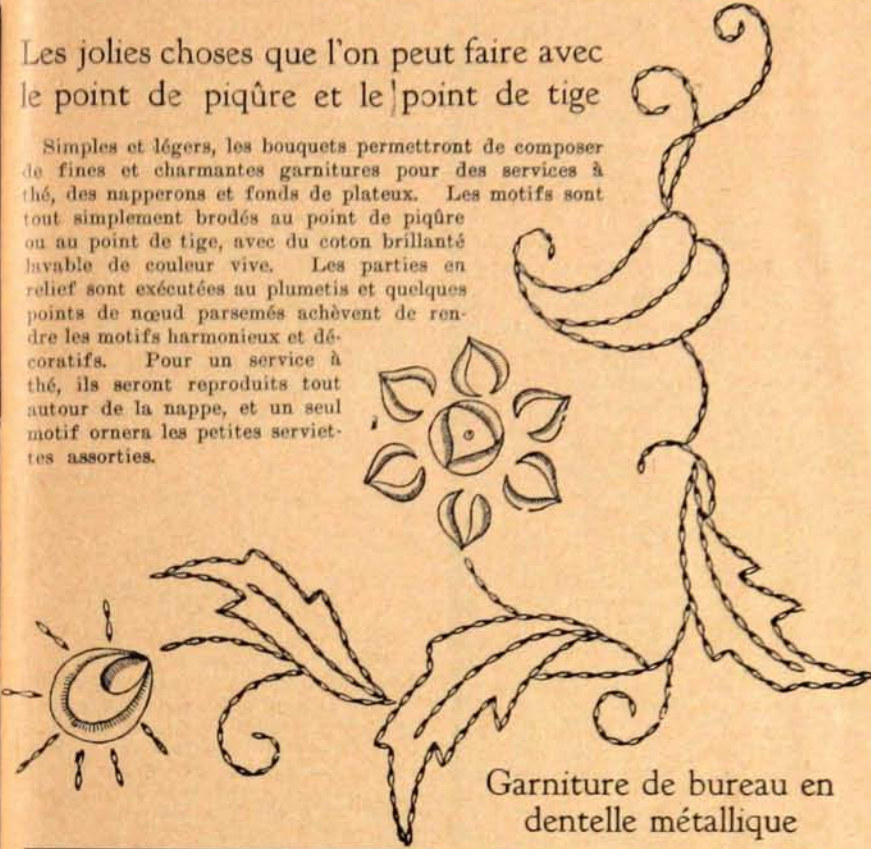 Les jolies choses que l'on peut faire avec
le point de piqûre et le point de tige
Simples et légers, les bouquets permettront de composer
de fines et charmantes garnitures pour des services à
thé, des napperons et fonds de plateux. Les motifs sont
tout simplement brodés au point de piqûre
ou au point de tige, avec du coton brillanté
lavable de couleur vive. Les parties en
relief sont exécutées au plumetis et quelques
points de nœud parsemés achèvent de ren-
dre les motifs harmonieux et dé-
coratifs. Pour un service à
thé, ils seront reproduits tout
autour de la nappe, et un seul
motif ornera les petites serviet-
tes assorties.
Garniture de bureau en
dentelle métallique